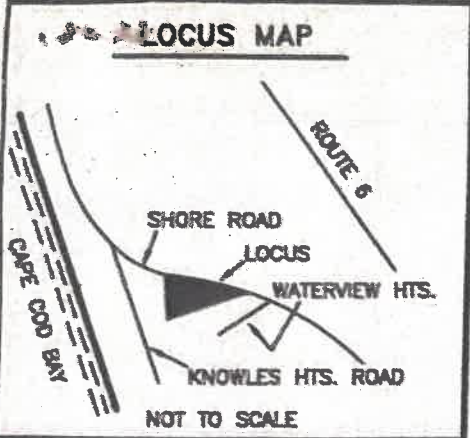 LOCUS MAP
ROUTE 6
SHORE ROAD
LOCUS
WATERVIEW HTS.
CAPE COD BAY
KNOWLES HTS. ROAD
NOT TO SCALE